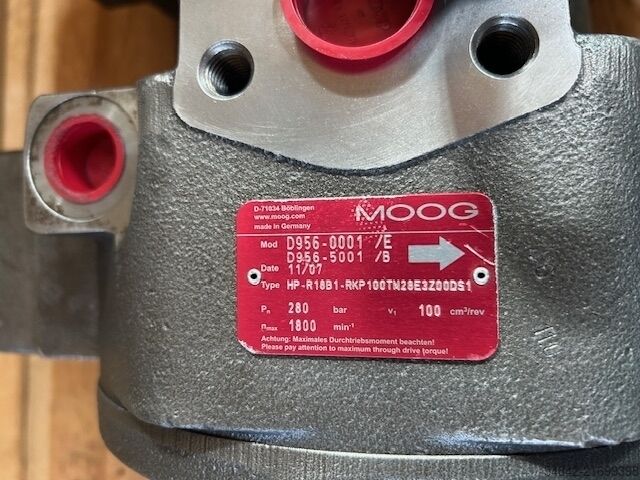 D-71034 Böblingen
www.moog.com
made in Germany
MOOG
Mod D956-0001 /E
D956-5001 /B
Date 11/07
Type HP-R18B1-RKP100TM28E3Z00DS1
Pn 280 bar V1 100 cm³/rev
nmax 1800 min⁻¹
Achtung: Maximales Durchtriebsmoment beachten!
Please pay attention to maximum through drive torque!